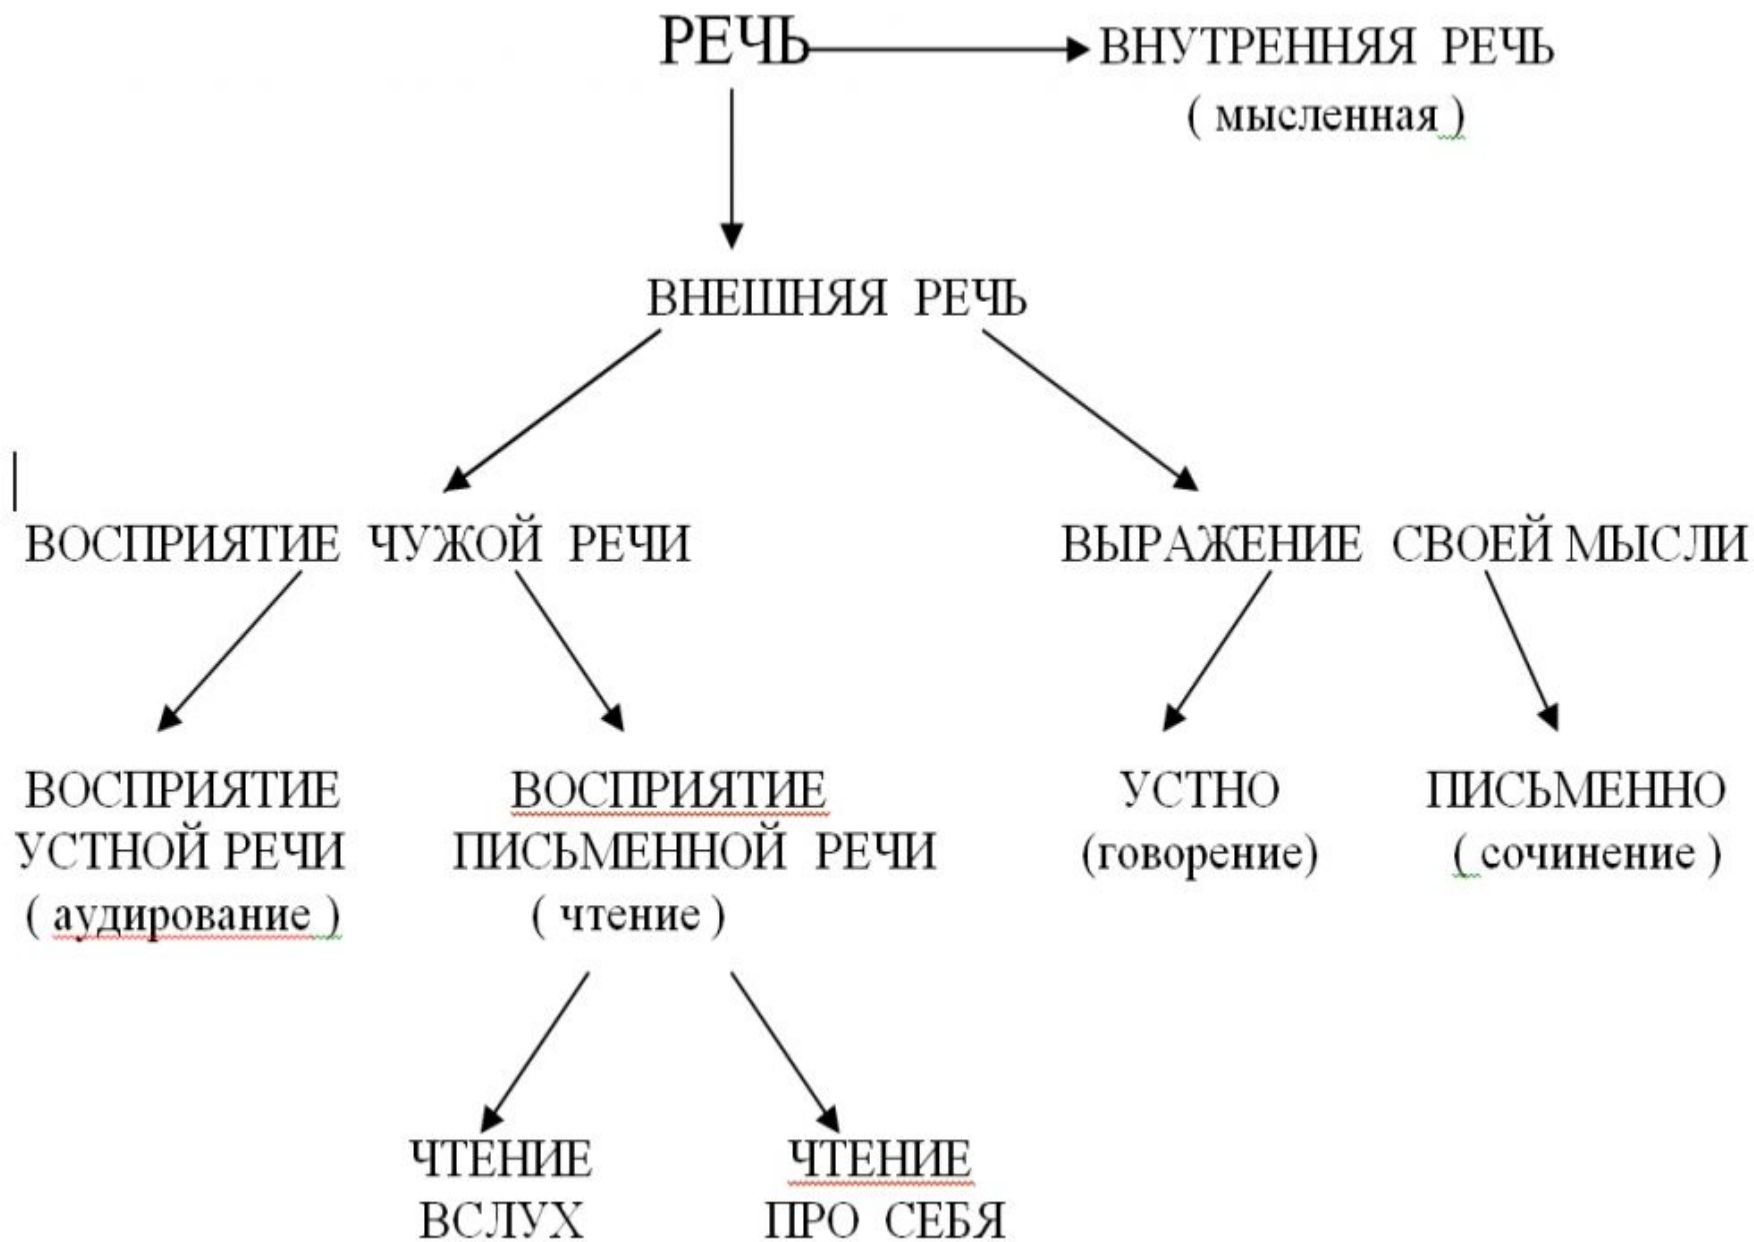 РЕЧЬ
ВНУТРЕННЯЯ РЕЧЬ
( мысленная )
ВНЕШНЯЯ РЕЧЬ
ВОСПРИЯТИЕ ЧУЖОЙ РЕЧИ
ВЫРАЖЕНИЕ СВОЕЙ МЫСЛИ
ВОСПРИЯТИЕ
УСТНОЙ РЕЧИ
( аудирование )
ВОСПРИЯТИЕ
ПИСЬМЕННОЙ РЕЧИ
( чтение )
УСТНО
(говорение)
ПИСЬМЕННО
( сочинение )
ЧТЕНИЕ
ВСЛУХ
ЧТЕНИЕ
ПРО СЕБЯ